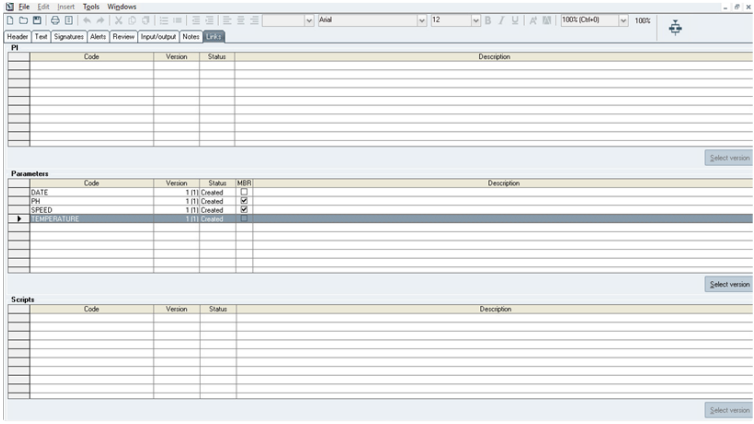 File Edit Insert Tools Windows
Arial 12 100% (Ctrl+0) 100%
Header Text Signatures Alerts Review Input/output Notes Links
PI
Code Version Status Description
Select version
Parameters
Code Version Status MBR Description
DATE 1 (1) Created
PH 1 (1) Created
SPEED 1 (1) Created
TEMPERATURE 1 (1) Created
Select version
Scripts
Code Version Status Description
Select version